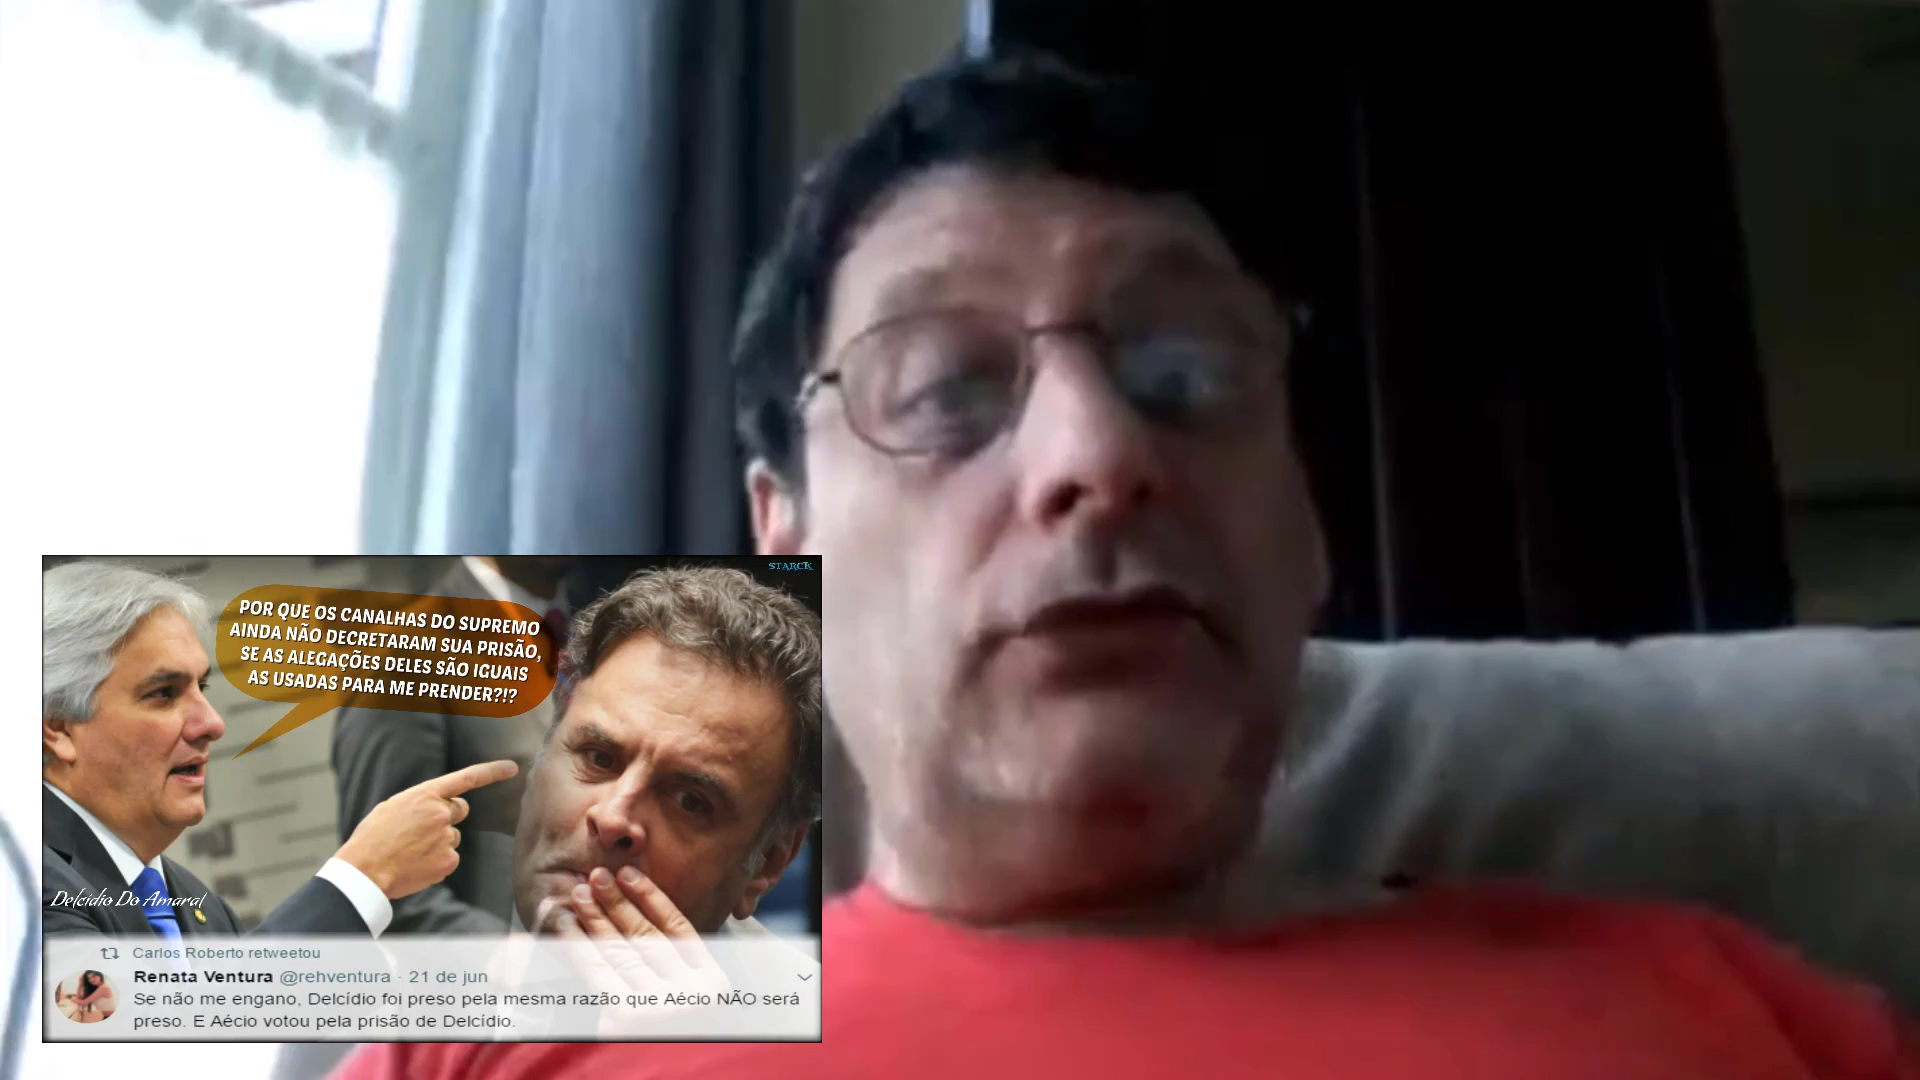 STARCK
POR QUE OS CANALHAS DO SUPREMO
AINDA NÃO DECRETARAM SUA PRISÃO,
SE AS ALEGAÇÕES DELES SÃO IGUAIS
AS USADAS PARA ME PRENDER?!?
Delcídio Do Amaral
Carlos Roberto retweetou
Renata Ventura @rehventura · 21 de jun
Se não me engano, Delcídio foi preso pela mesma razão que Aécio NÃO será
preso. E Aécio votou pela prisão de Delcídio.